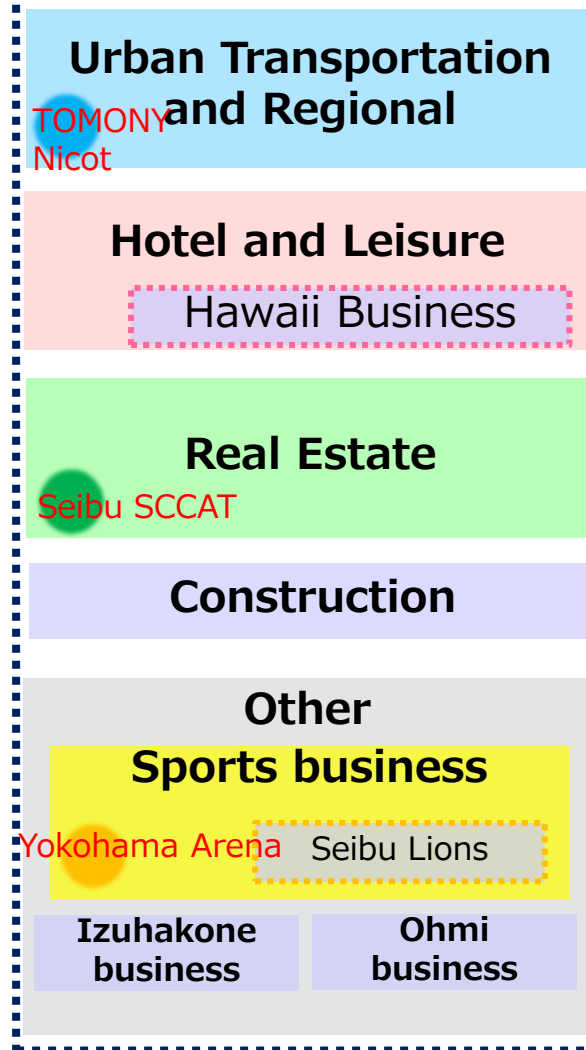 Urban Transportation
and Regional
TOMONY
Nicot
Hotel and Leisure
Hawaii Business
Real Estate
Seibu SCCAT
Construction
Other
Sports business
Yokohama Arena
Seibu Lions
Izuhakone
business
Ohmi
business